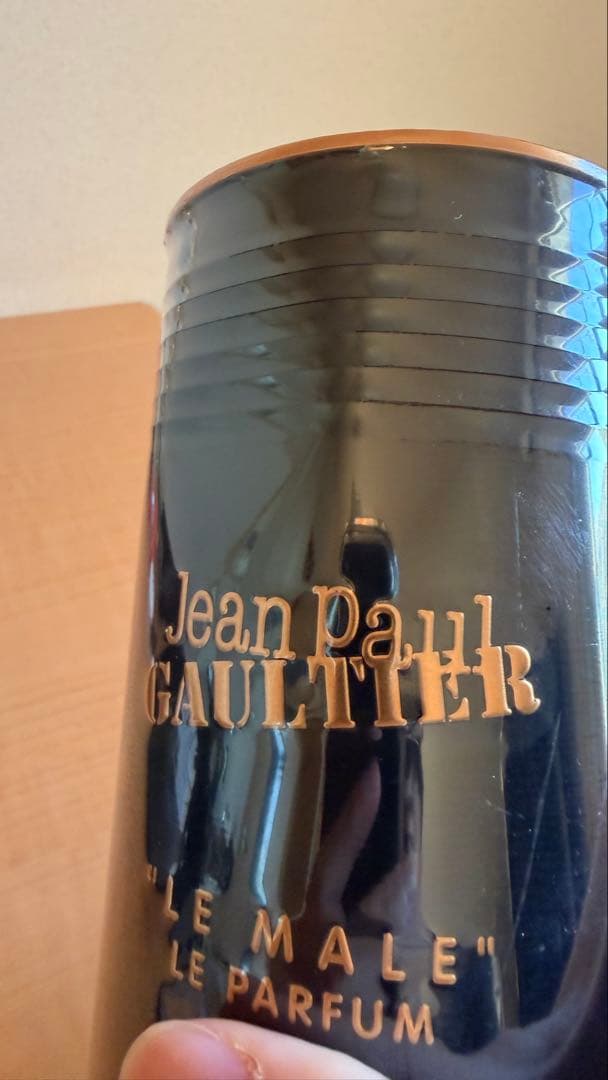 Jean Paul
GAULTIER
"LE MALE"
LE PARFUM